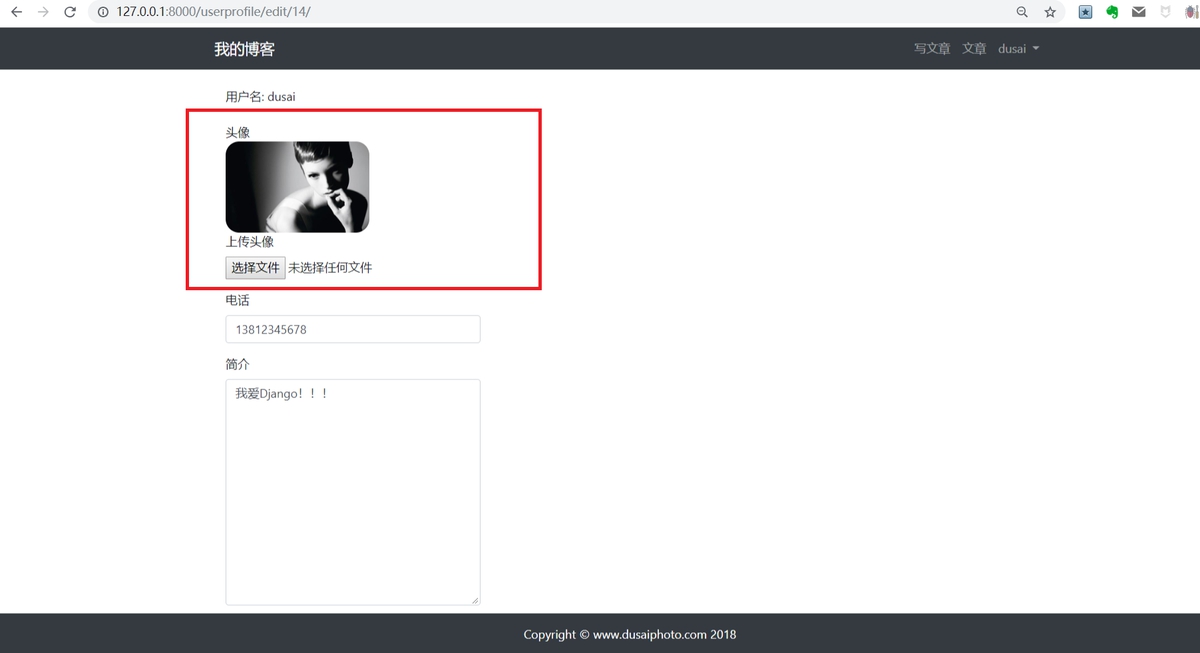 127.0.0.1:8000/userprofile/edit/14/
我的博客
写文章 文章 dusai
用户名: dusai
头像
上传头像
选择文件 未选择任何文件
电话
13812345678
简介
我爱Django！！！
Copyright © www.dusaiphoto.com 2018